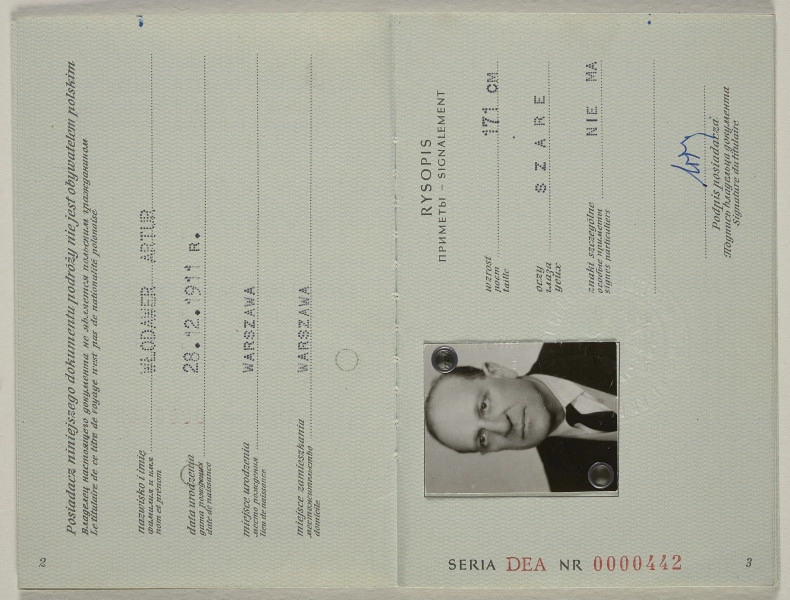 Posiadacz niniejszego dokumentu podróży nie jest obywatelem polskim
Владелец настоящего документа не является польским гражданином
Le titulaire de ce titre de voyage n'est pas de nationalité polonaise
nazwisko i imię WŁODAWER ARTUR
фамилия и имя
nom et prénom
data urodzenia 28.12.1911 R.
дата рождения
date de naissance
miejsce urodzenia WARSZAWA
место рождения
lieu de naissance
miejsce zamieszkania WARSZAWA
местожительство
domicile
2
RYSOPIS
ПРИМЕТЫ – SIGNALEMENT
wzrost 171 CM
рост
taille
oczy SZARE
глаза
yeux
znaki szczególne NIE MA
особые приметы
signes particuliers
Podpis posiadacza
Подпись владельца документа
Signature du titulaire
SERIA DEA NR 0000442
3